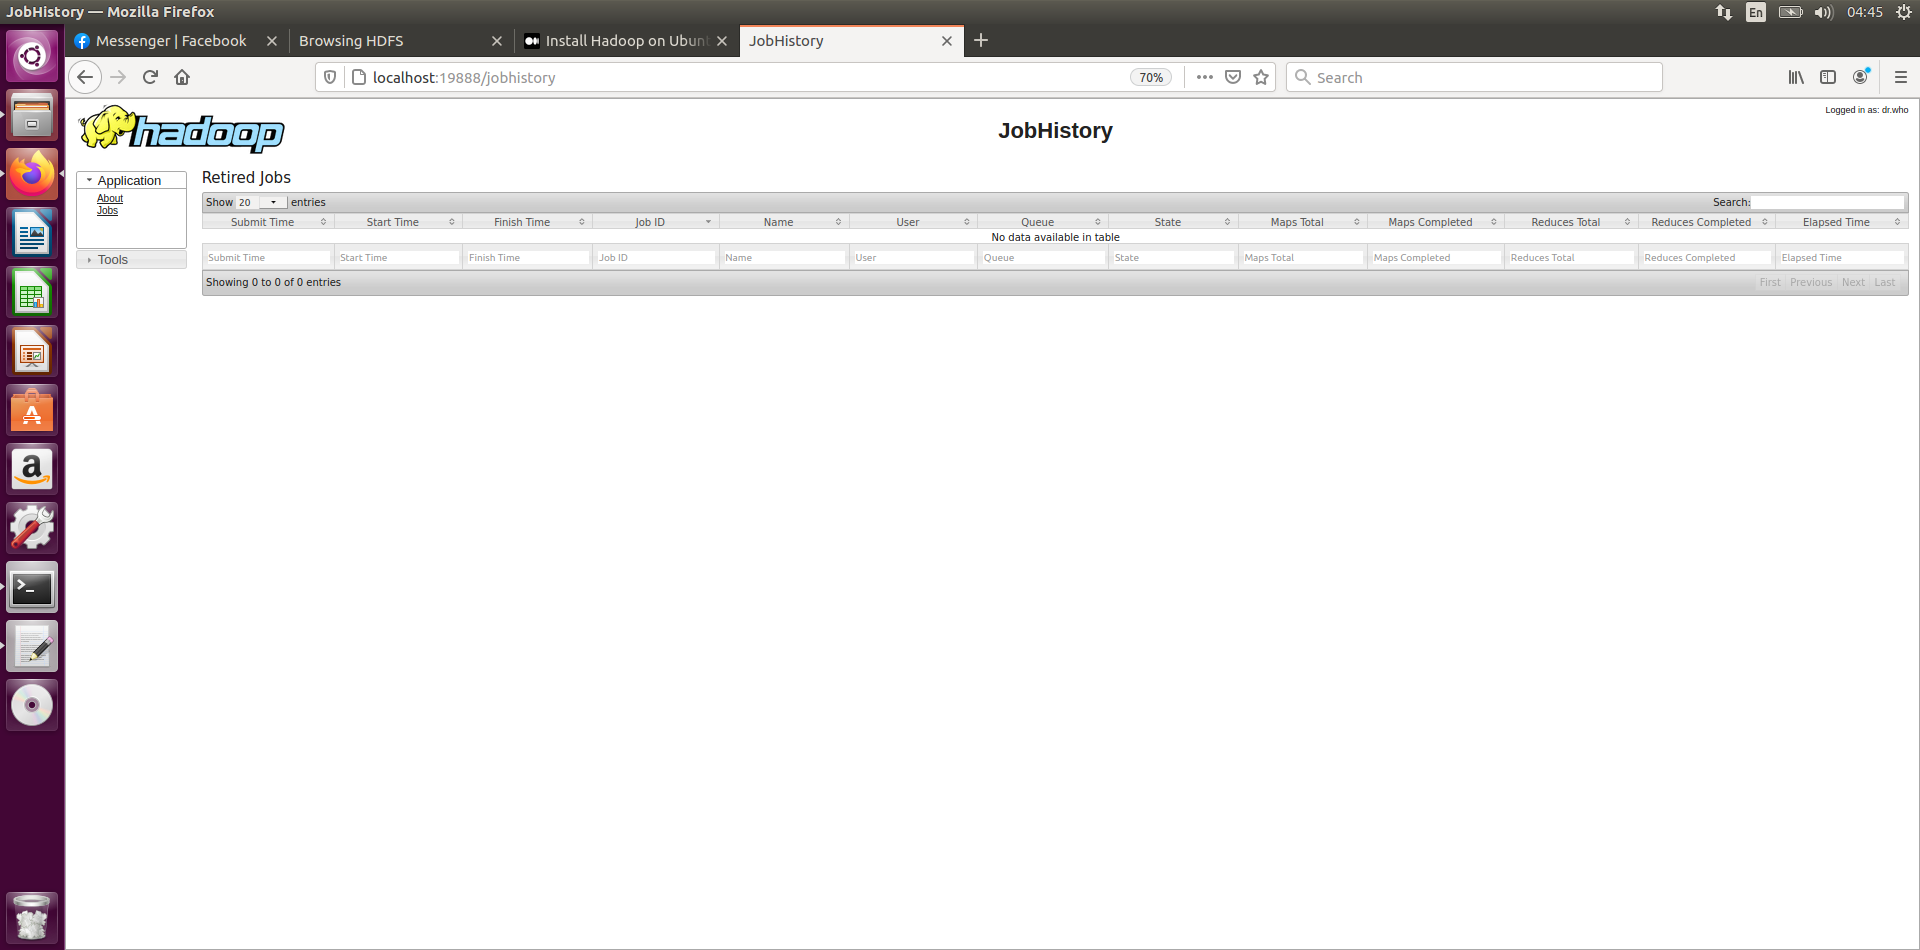 JobHistory — Mozilla Firefox
En
04:45
Messenger | Facebook
Browsing HDFS
Install Hadoop on Ubunt
JobHistory
localhost:19888/jobhistory
70%
Search
hadoop
JobHistory
Logged in as: dr.who
Application
About
Jobs
Tools
Retired Jobs
Show 20 entries
Search:
Submit Time Start Time Finish Time Job ID Name User Queue State Maps Total Maps Completed Reduces Total Reduces Completed Elapsed Time
No data available in table
Submit Time Start Time Finish Time Job ID Name User Queue State Maps Total Maps Completed Reduces Total Reduces Completed Elapsed Time
Showing 0 to 0 of 0 entries
First Previous Next Last